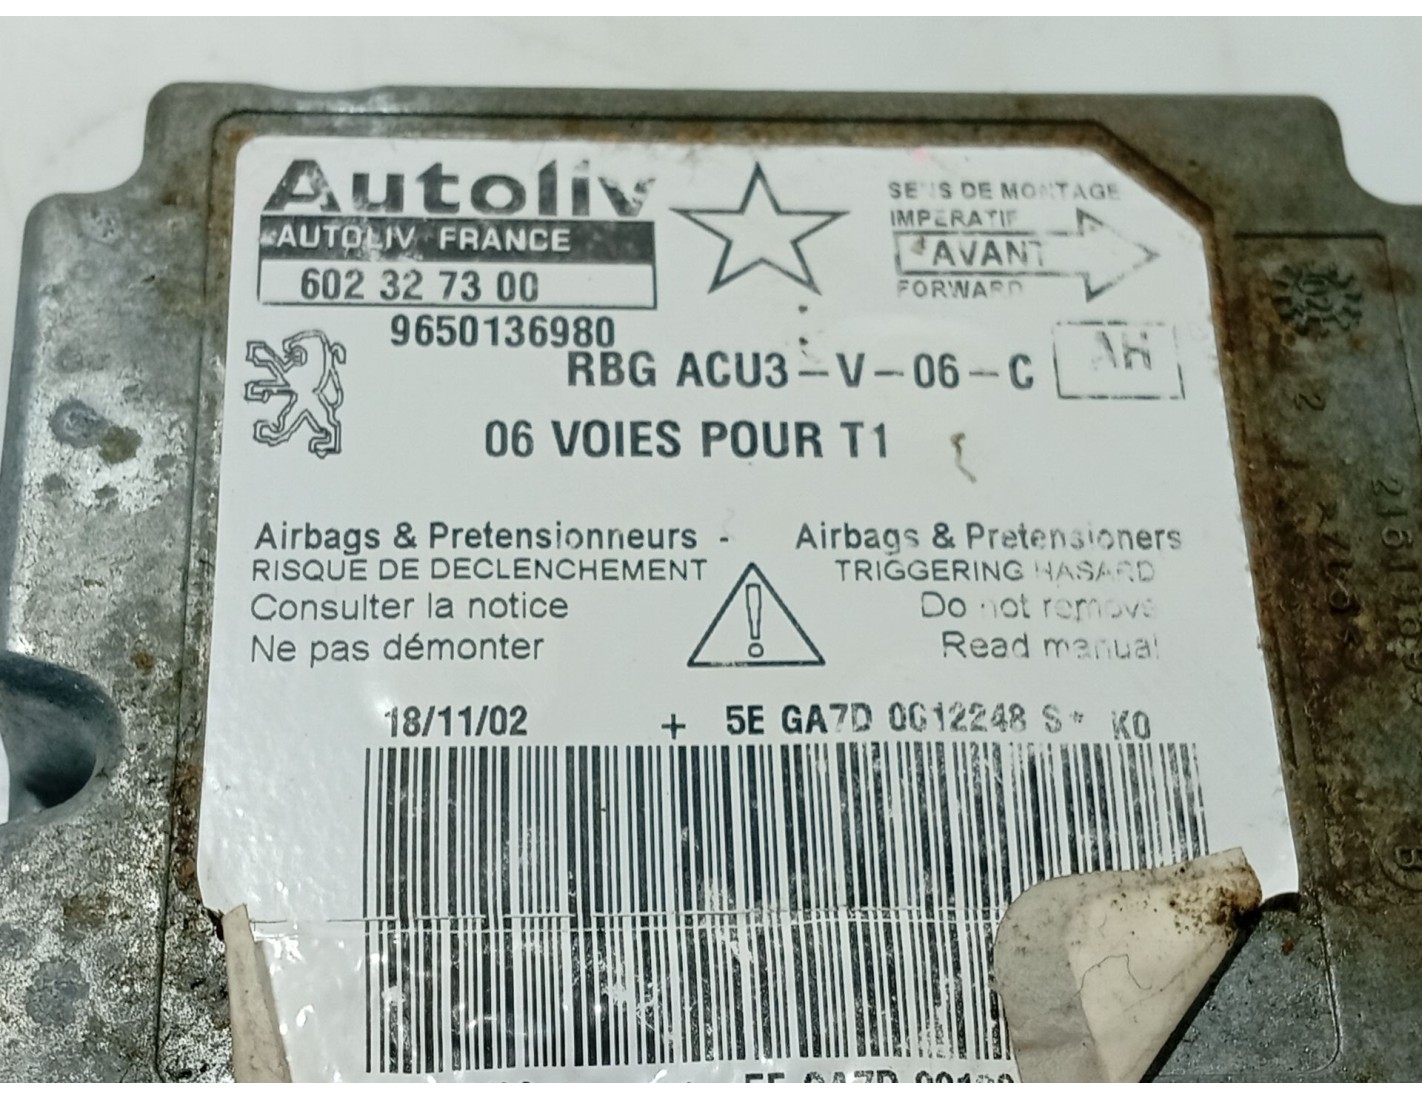 Autoliv
AUTOLIV FRANCE
602 32 73 00
9650136980
SENS DE MONTAGE
IMPERATIF
AVANT
FORWARD
RBG ACU3-V-06-C
AH
06 VOIES POUR T1
Airbags & Pretensionneurs -
RISQUE DE DECLENCHEMENT
Consulter la notice
Ne pas démonter
Airbags & Pretensioners
TRIGGERING HASARD
Do not remove
Read manual
18/11/02 + 5E GA7D 0012248 S* K0